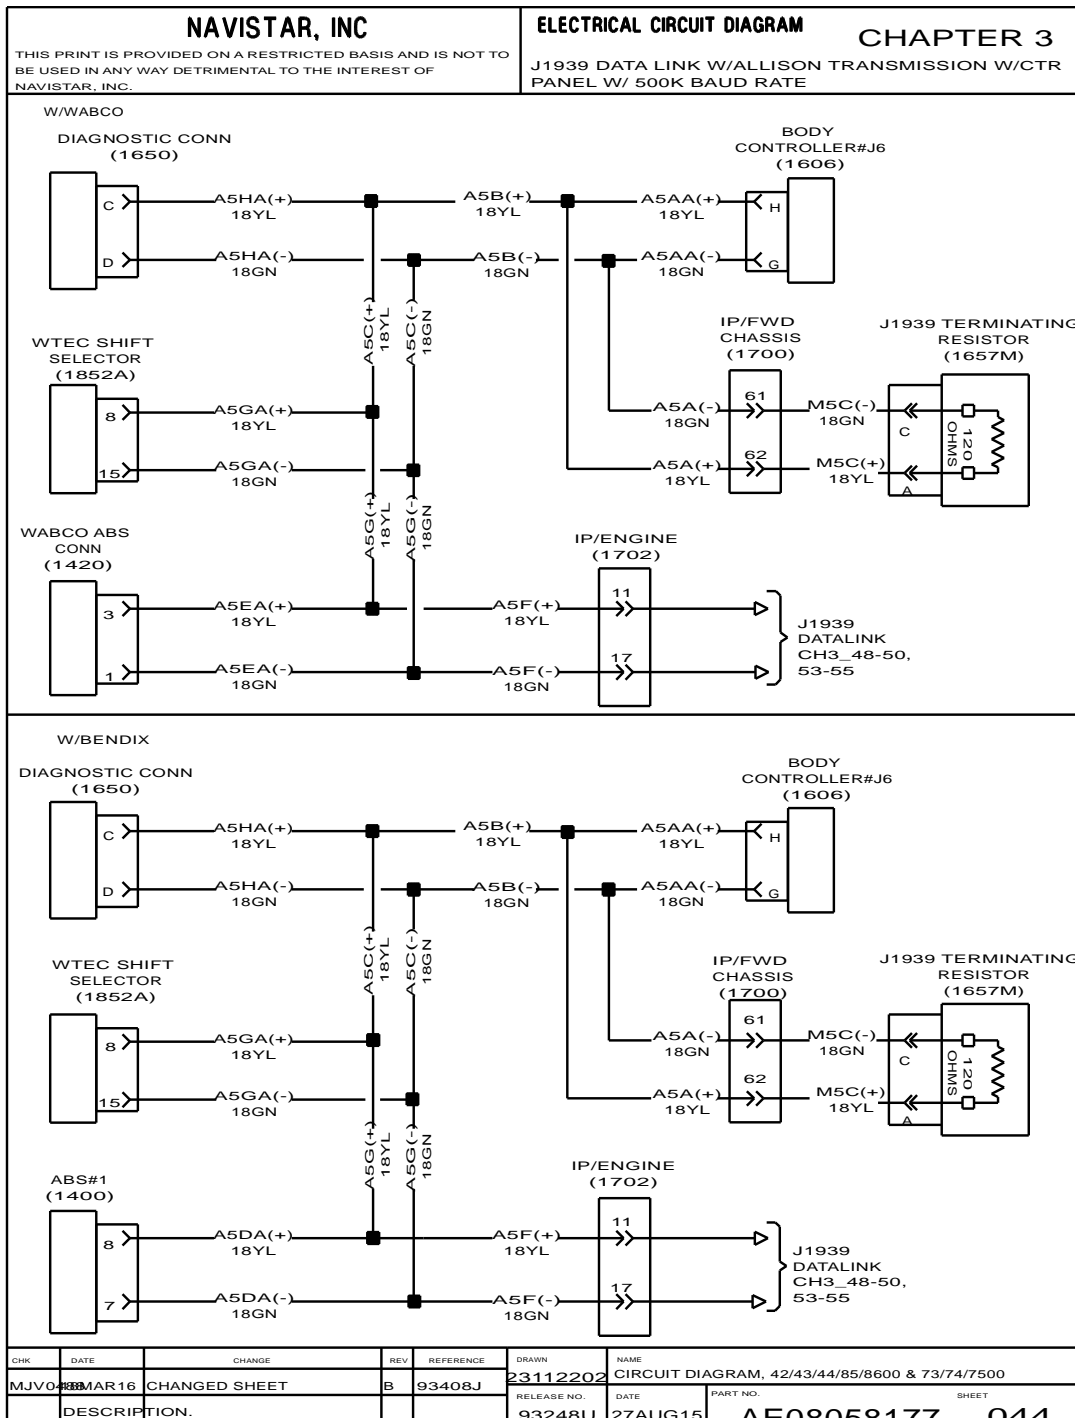 NAVISTAR, INC
THIS PRINT IS PROVIDED ON A RESTRICTED BASIS AND IS NOT TO
BE USED IN ANY WAY DETRIMENTAL TO THE INTEREST OF
NAVISTAR, INC.
ELECTRICAL CIRCUIT DIAGRAM
CHAPTER 3
J1939 DATA LINK W/ALLISON TRANSMISSION W/CTR
PANEL W/ 500K BAUD RATE
W/WABCO
DIAGNOSTIC CONN
(1650)
BODY
CONTROLLER#J6
(1606)
C
A5HA(+)
18YL
A5B(+)
18YL
A5AA(+)
18YL
H
D
A5HA(-)
18GN
A5B(-)
18GN
A5AA(-)
18GN
G
A5C(+)
18YL
A5C(-)
18GN
WTEC SHIFT
SELECTOR
(1852A)
IP/FWD
CHASSIS
(1700)
J1939 TERMINATING
RESISTOR
(1657M)
8
A5GA(+)
18YL
A5A(-)
18GN
61
M5C(-)
18GN
C
120
OHMS
15
A5GA(-)
18GN
A5A(+)
18YL
62
M5C(+)
18YL
A
A5G(+)
18YL
A5G(-)
18GN
WABCO ABS
CONN
(1420)
IP/ENGINE
(1702)
3
A5EA(+)
18YL
A5F(+)
18YL
11
J1939
DATALINK
CH3_48-50,
53-55
1
A5EA(-)
18GN
A5F(-)
18GN
17
W/BENDIX
DIAGNOSTIC CONN
(1650)
BODY
CONTROLLER#J6
(1606)
C
A5HA(+)
18YL
A5B(+)
18YL
A5AA(+)
18YL
H
D
A5HA(-)
18GN
A5B(-)
18GN
A5AA(-)
18GN
G
A5C(+)
18YL
A5C(-)
18GN
WTEC SHIFT
SELECTOR
(1852A)
IP/FWD
CHASSIS
(1700)
J1939 TERMINATING
RESISTOR
(1657M)
8
A5GA(+)
18YL
A5A(-)
18GN
61
M5C(-)
18GN
C
120
OHMS
15
A5GA(-)
18GN
A5A(+)
18YL
62
M5C(+)
18YL
A
A5G(+)
18YL
A5G(-)
18GN
ABS#1
(1400)
IP/ENGINE
(1702)
8
A5DA(+)
18YL
A5F(+)
18YL
11
J1939
DATALINK
CH3_48-50,
53-55
7
A5DA(-)
18GN
A5F(-)
18GN
17
CHK DATE CHANGE REV REFERENCE
CHANGED SHEET B 93408J
DESCRIPTION.
DRAWN
23112202
NAME
CIRCUIT DIAGRAM, 42/43/44/85/8600 & 73/74/7500
RELEASE NO.
93248U
DATE
27AUG15
PART NO.
AF08058177
SHEET
044